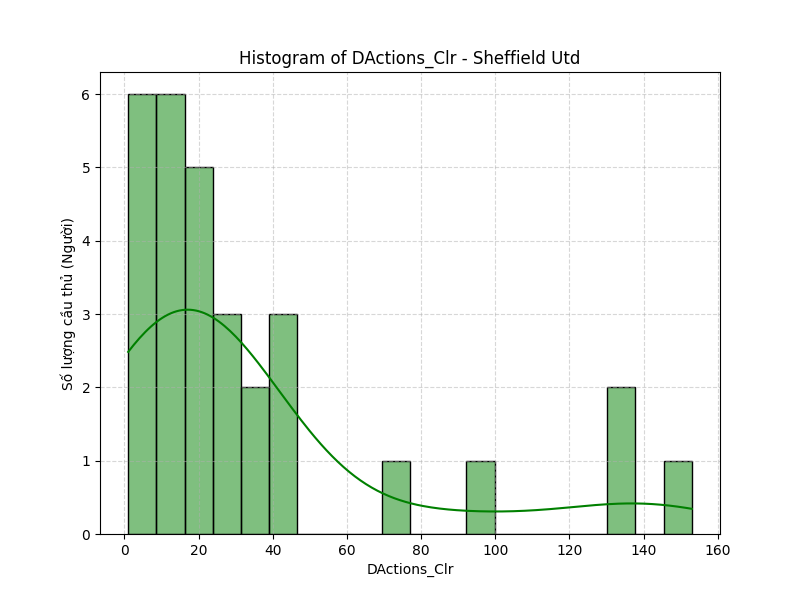 Histogram of DActions_Clr - Sheffield Utd
Số lượng cầu thủ (Người)
6
5
4
3
2
1
0
0 20 40 60 80 100 120 140 160
DActions_Clr